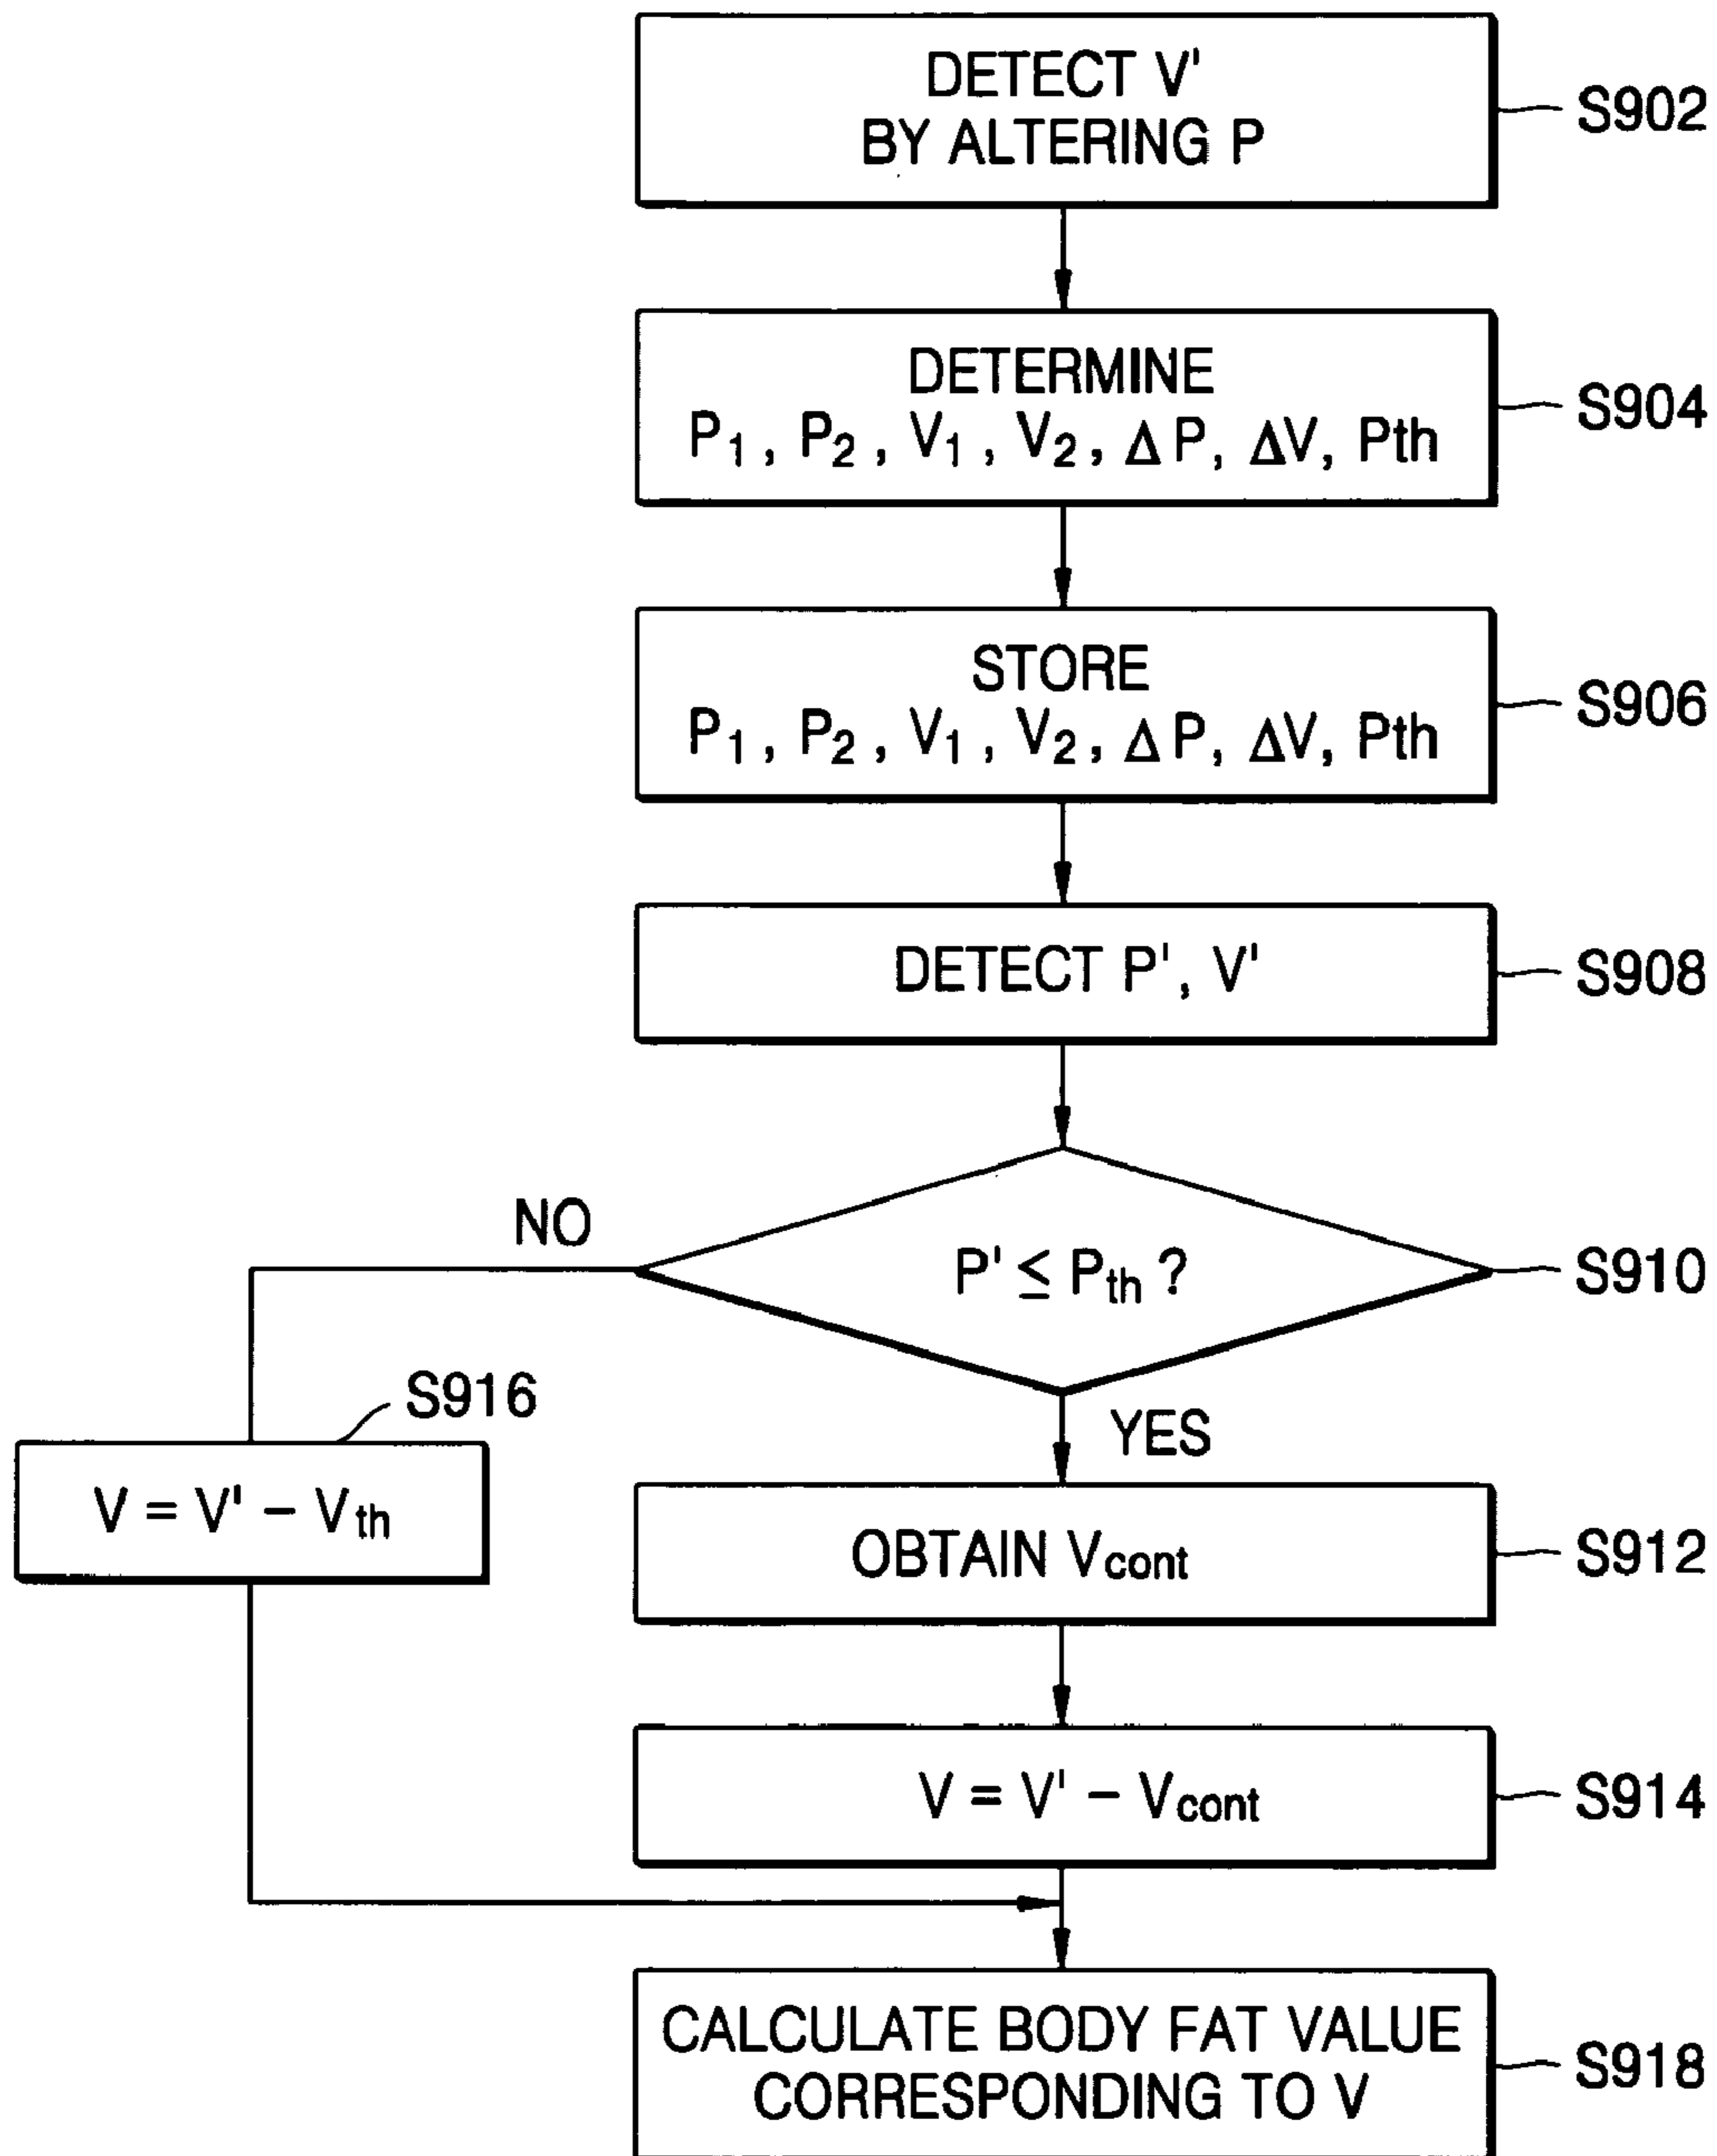 DETECT V'
BY ALTERING P
S902
DETERMINE
P₁, P₂, V₁, V₂, ΔP, ΔV, Pth
S904
STORE
P₁, P₂, V₁, V₂, ΔP, ΔV, Pth
S906
DETECT P', V'
S908
P' ≤ Pth ?
S910
NO
YES
S916
V = V' – Vth
OBTAIN Vcont
S912
V = V' – Vcont
S914
CALCULATE BODY FAT VALUE
CORRESPONDING TO V
S918